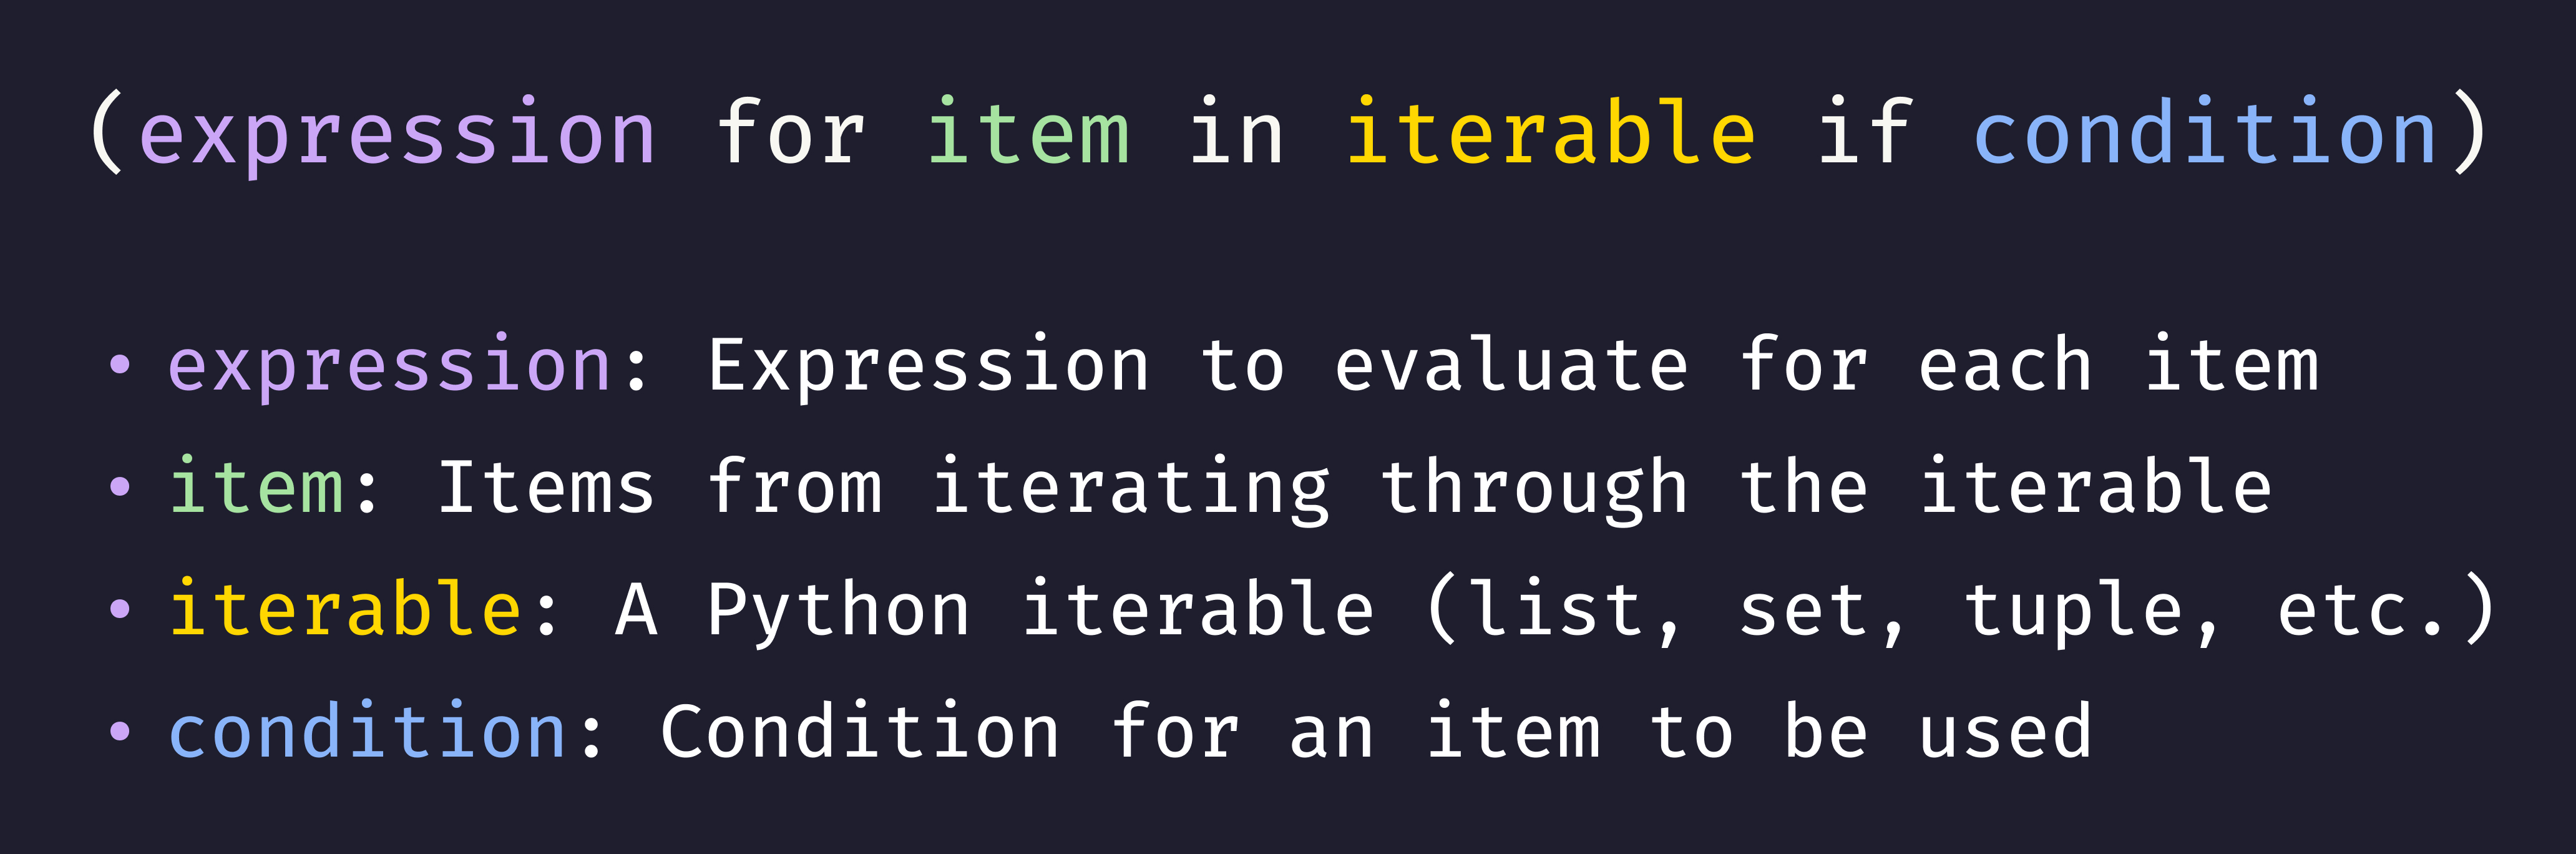 (expression for item in iterable if condition)
• expression: Expression to evaluate for each item
• item: Items from iterating through the iterable
• iterable: A Python iterable (list, set, tuple, etc.)
• condition: Condition for an item to be used